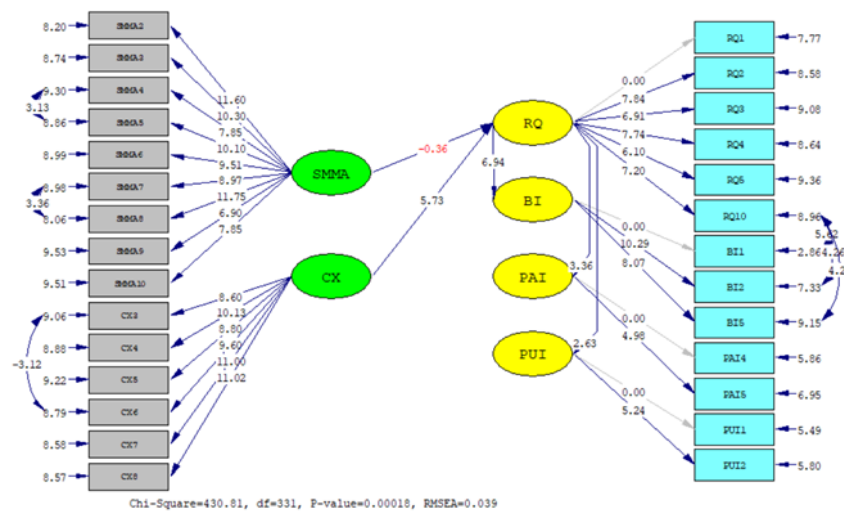 8.20 SMMA2
8.74 SMMA3
9.30 SMMA4
3.13
8.86 SMMA5
8.99 SMMA6
8.98 SMMA7
3.36
8.06 SMMA8
9.53 SMMA9
9.51 SMMA10
9.06 CX3
8.88 CX4
-3.12
9.22 CX5
8.79 CX6
8.58 CX7
8.57 CX8
11.60
10.30
7.85
10.10
9.51
8.97
11.75
6.90
7.85
8.60
10.13
8.80
9.60
11.00
11.02
SMMA
CX
-0.36
5.73
RQ
6.94
BI
PAI
3.36
PUI
2.63
0.00
7.84
6.91
7.74
6.10
7.20
0.00
10.29
8.07
0.00
4.98
0.00
5.24
RQ1 7.77
RQ2 8.58
RQ3 9.08
RQ4 8.64
RQ5 9.36
RQ10 8.96
5.62
BI1 2.86
BI2 7.33
BI5 9.15
PAI4 5.86
PAI5 6.95
PUI1 5.49
PUI2 5.80
Chi-Square=430.81, df=331, P-value=0.00018, RMSEA=0.039